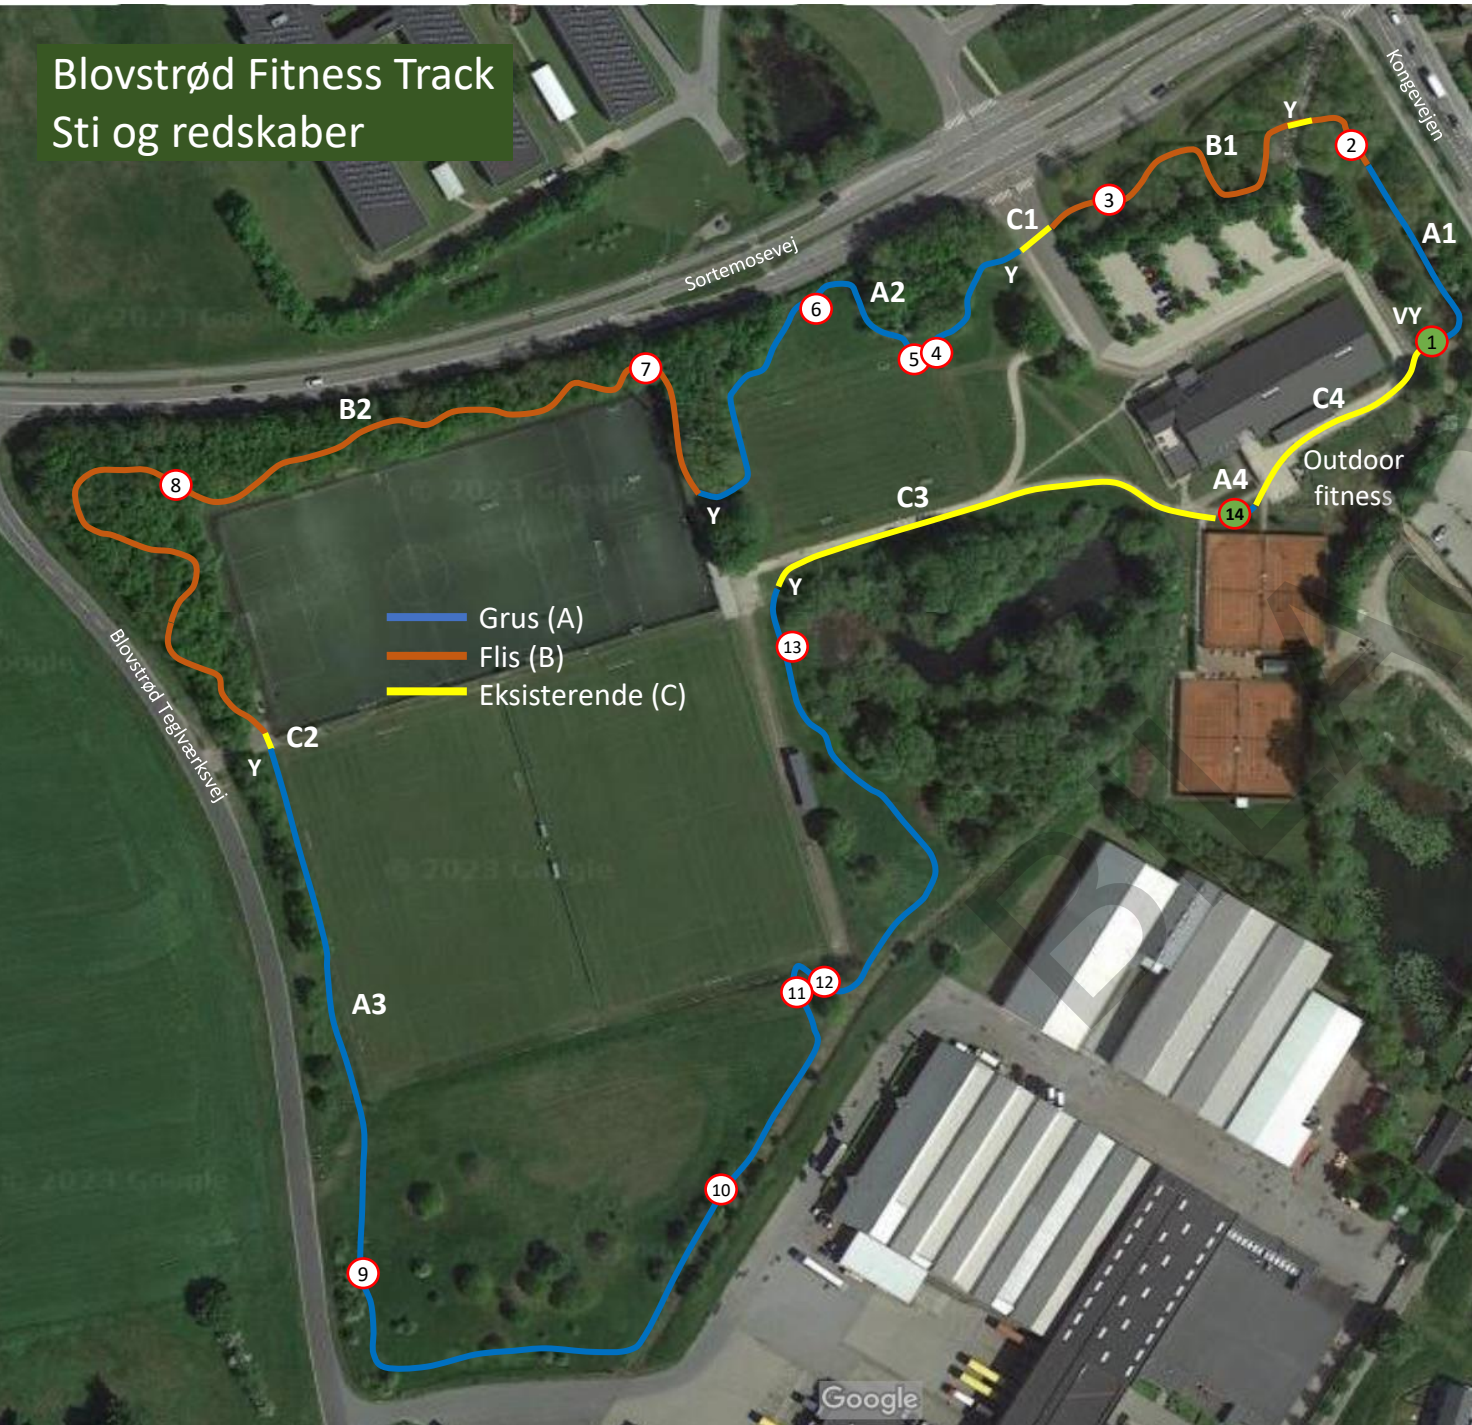 Blovstrød Fitness Track
Sti og redskaber
Kongevejen
Y
2
B1
3
C1
A1
Sortemosevej
Y
A2
6
VY
1
5
4
7
B2
C4
Outdoor
fitness
8
A4
C3
14
Y
Y
Grus (A)
13
Flis (B)
Eksisterende (C)
Blovstrød Teglværksvej
C2
Y
© 2023 Google
12
11
A3
10
9
Google